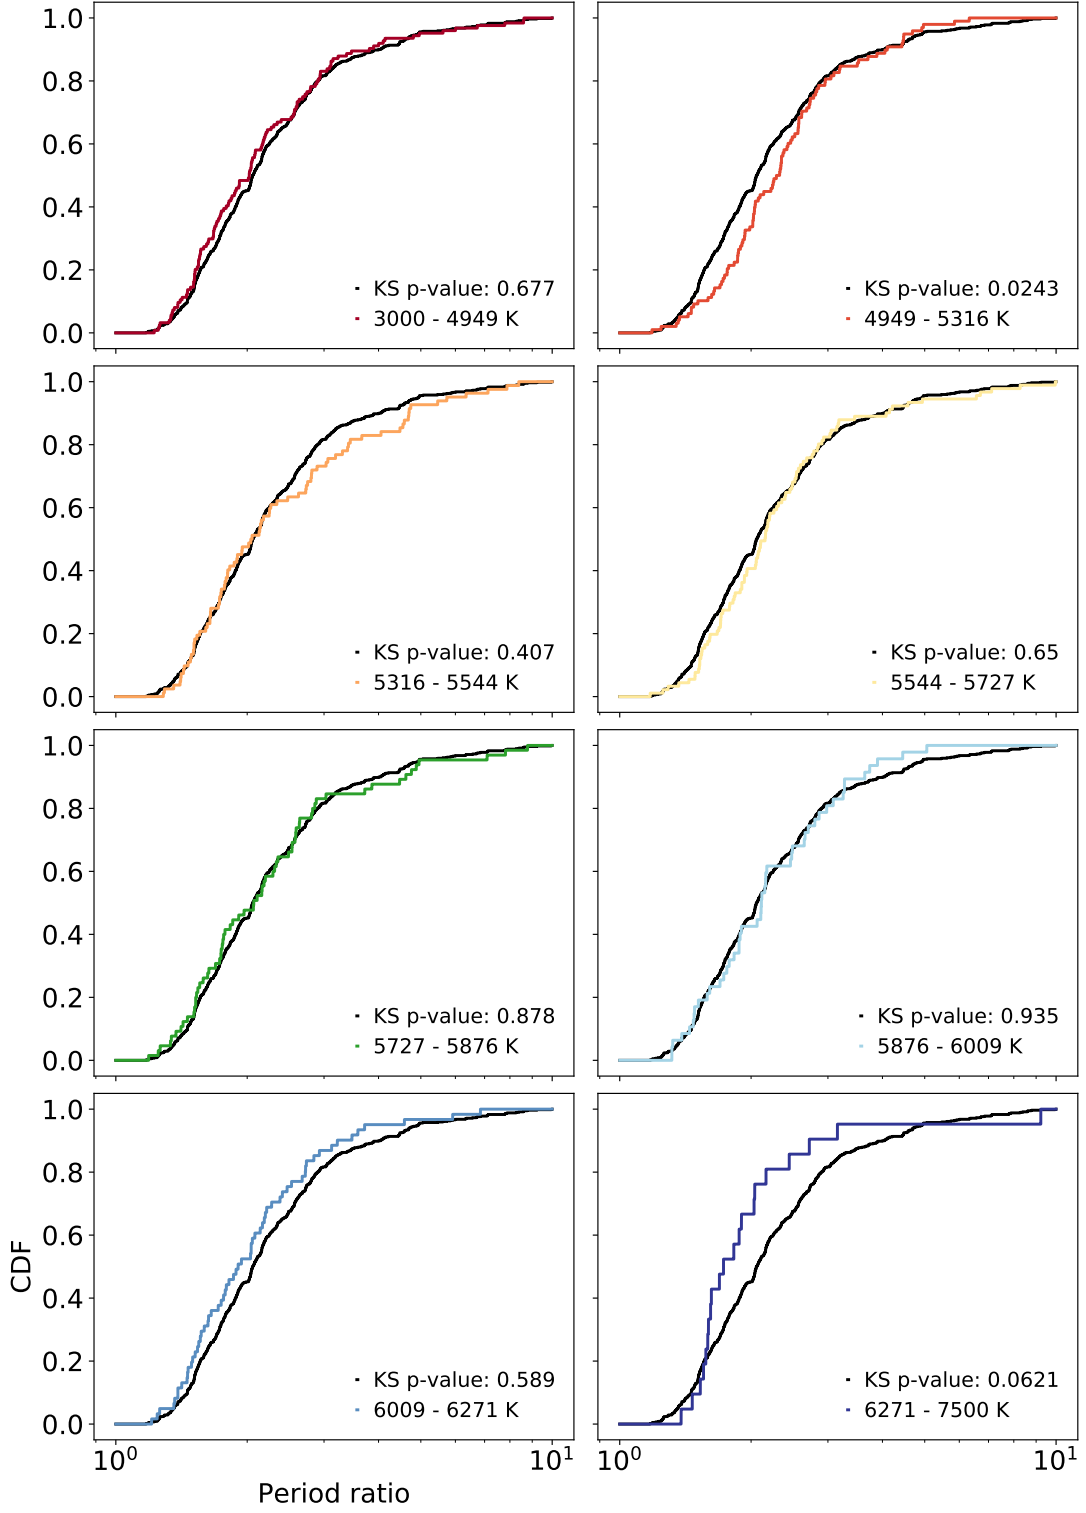 1.0
0.8
0.6
0.4
0.2
0.0
KS p-value: 0.677
3000 - 4949 K
KS p-value: 0.0243
4949 - 5316 K
1.0
0.8
0.6
0.4
0.2
0.0
KS p-value: 0.407
5316 - 5544 K
KS p-value: 0.65
5544 - 5727 K
1.0
0.8
0.6
0.4
0.2
0.0
KS p-value: 0.878
5727 - 5876 K
KS p-value: 0.935
5876 - 6009 K
1.0
0.8
0.6
0.4
0.2
0.0
CDF
KS p-value: 0.589
6009 - 6271 K
KS p-value: 0.0621
6271 - 7500 K
10⁰ 10¹
10⁰ 10¹
Period ratio